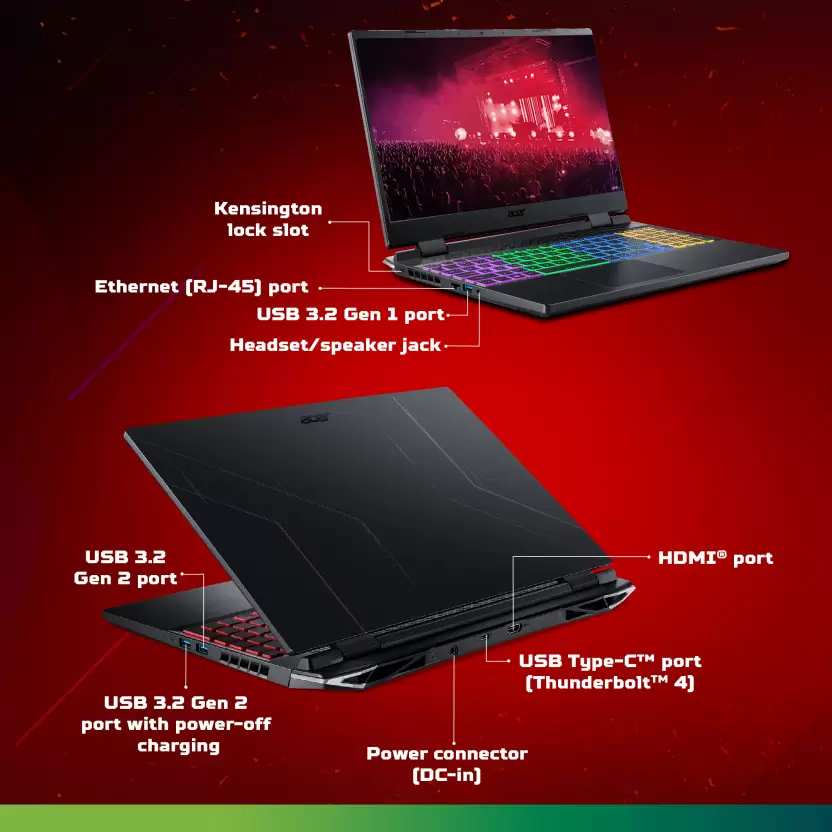 acer
Kensington
lock slot
Ethernet (RJ-45) port
USB 3.2 Gen 1 port
Headset/speaker jack
acer
USB 3.2
Gen 2 port
HDMI® port
USB Type-C™ port
(Thunderbolt™ 4)
USB 3.2 Gen 2
port with power-off
charging
Power connector
(DC-in)